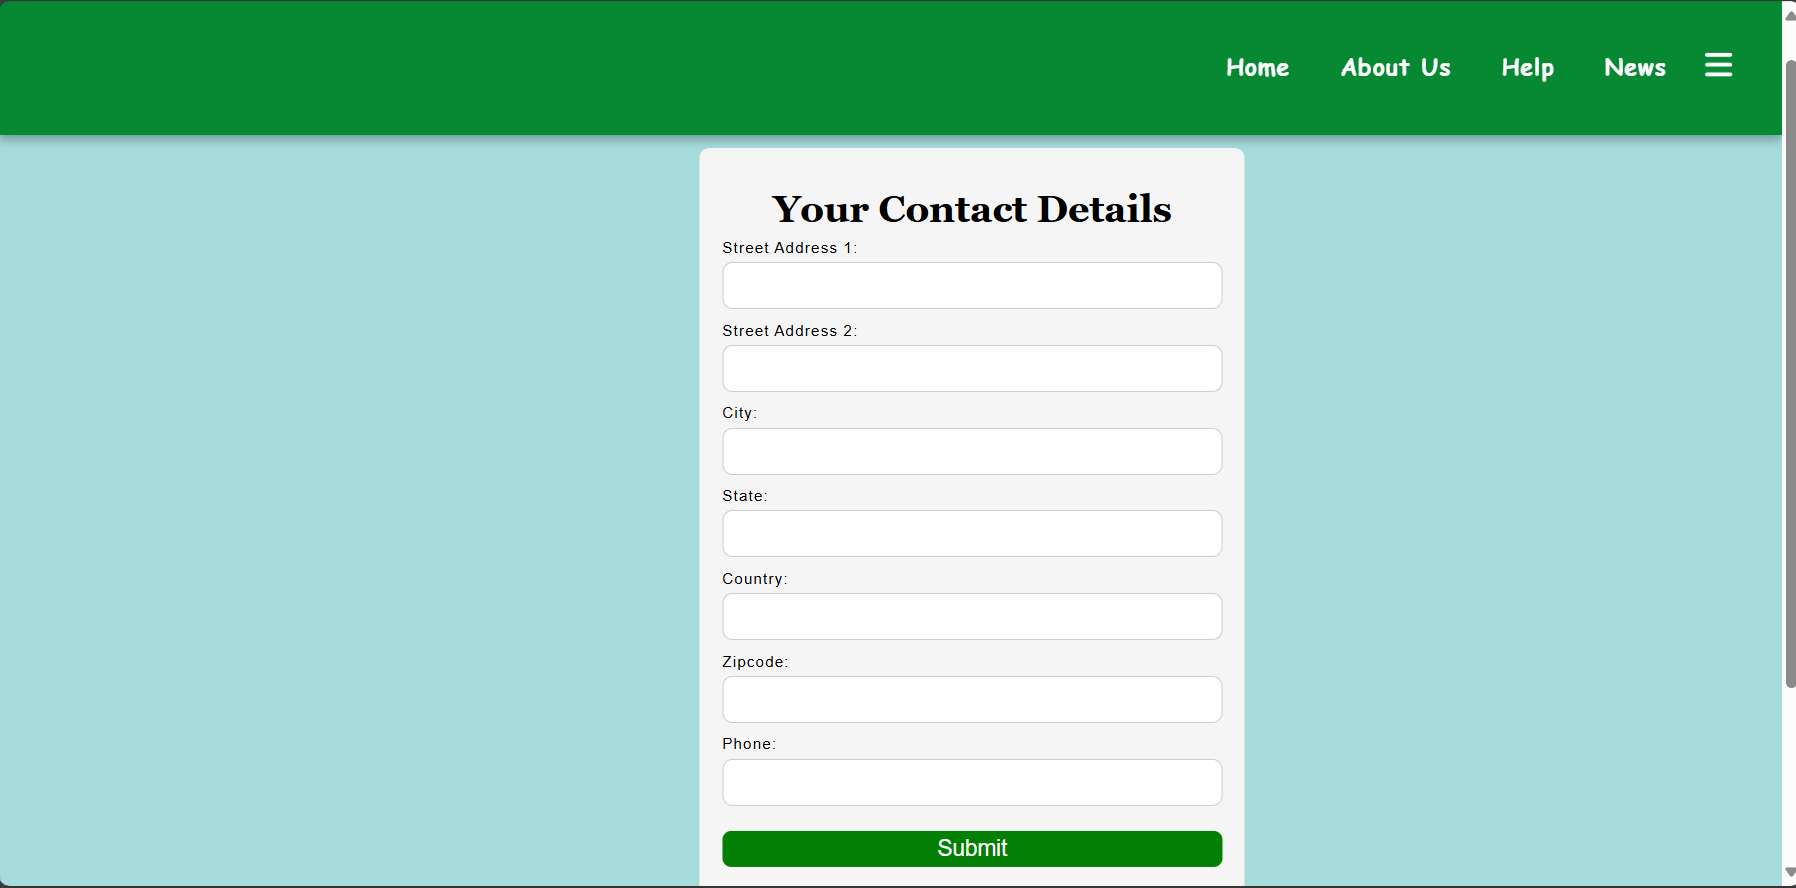 Home About Us Help News
Your Contact Details
Street Address 1:
Street Address 2:
City:
State:
Country:
Zipcode:
Phone:
Submit